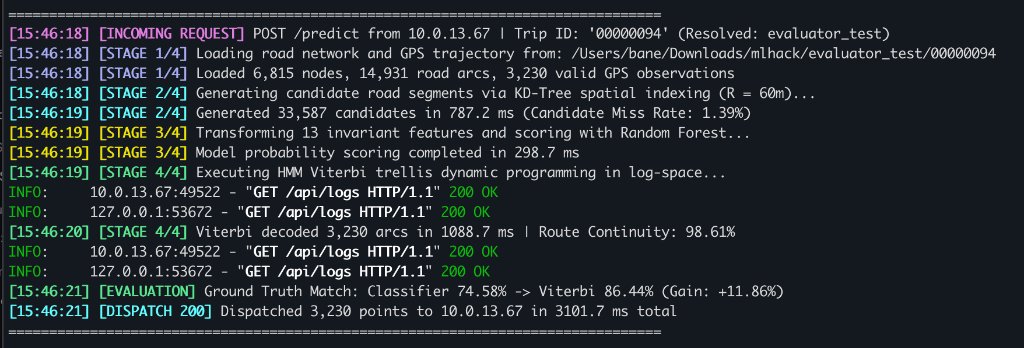 ======================================================================
[15:46:18] [INCOMING REQUEST] POST /predict from 10.0.13.67 | Trip ID: '00000094' (Resolved: evaluator_test)
[15:46:18] [STAGE 1/4] Loading road network and GPS trajectory from: /Users/bane/Downloads/mlhack/evaluator_test/00000094
[15:46:18] [STAGE 1/4] Loaded 6,815 nodes, 14,931 road arcs, 3,230 valid GPS observations
[15:46:18] [STAGE 2/4] Generating candidate road segments via KD-Tree spatial indexing (R = 60m)...
[15:46:19] [STAGE 2/4] Generated 33,587 candidates in 787.2 ms (Candidate Miss Rate: 1.39%)
[15:46:19] [STAGE 3/4] Transforming 13 invariant features and scoring with Random Forest...
[15:46:19] [STAGE 3/4] Model probability scoring completed in 298.7 ms
[15:46:19] [STAGE 4/4] Executing HMM Viterbi trellis dynamic programming in log-space...
INFO:     10.0.13.67:49522 - "GET /api/logs HTTP/1.1" 200 OK
INFO:     127.0.0.1:53672 - "GET /api/logs HTTP/1.1" 200 OK
[15:46:20] [STAGE 4/4] Viterbi decoded 3,230 arcs in 1088.7 ms | Route Continuity: 98.61%
INFO:     10.0.13.67:49522 - "GET /api/logs HTTP/1.1" 200 OK
INFO:     127.0.0.1:53672 - "GET /api/logs HTTP/1.1" 200 OK
[15:46:21] [EVALUATION] Ground Truth Match: Classifier 74.58% -> Viterbi 86.44% (Gain: +11.86%)
[15:46:21] [DISPATCH 200] Dispatched 3,230 points to 10.0.13.67 in 3101.7 ms total
======================================================================